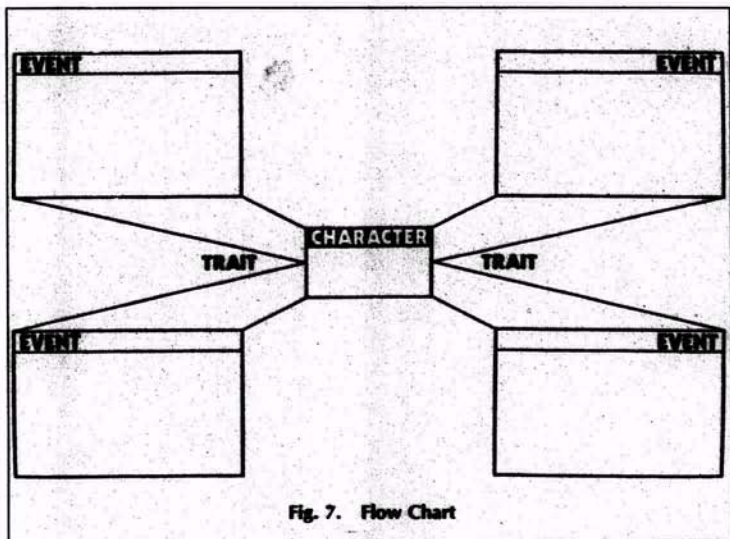 EVENT
EVENT
CHARACTER
TRAIT
TRAIT
EVENT
EVENT
Fig. 7. Flow Chart